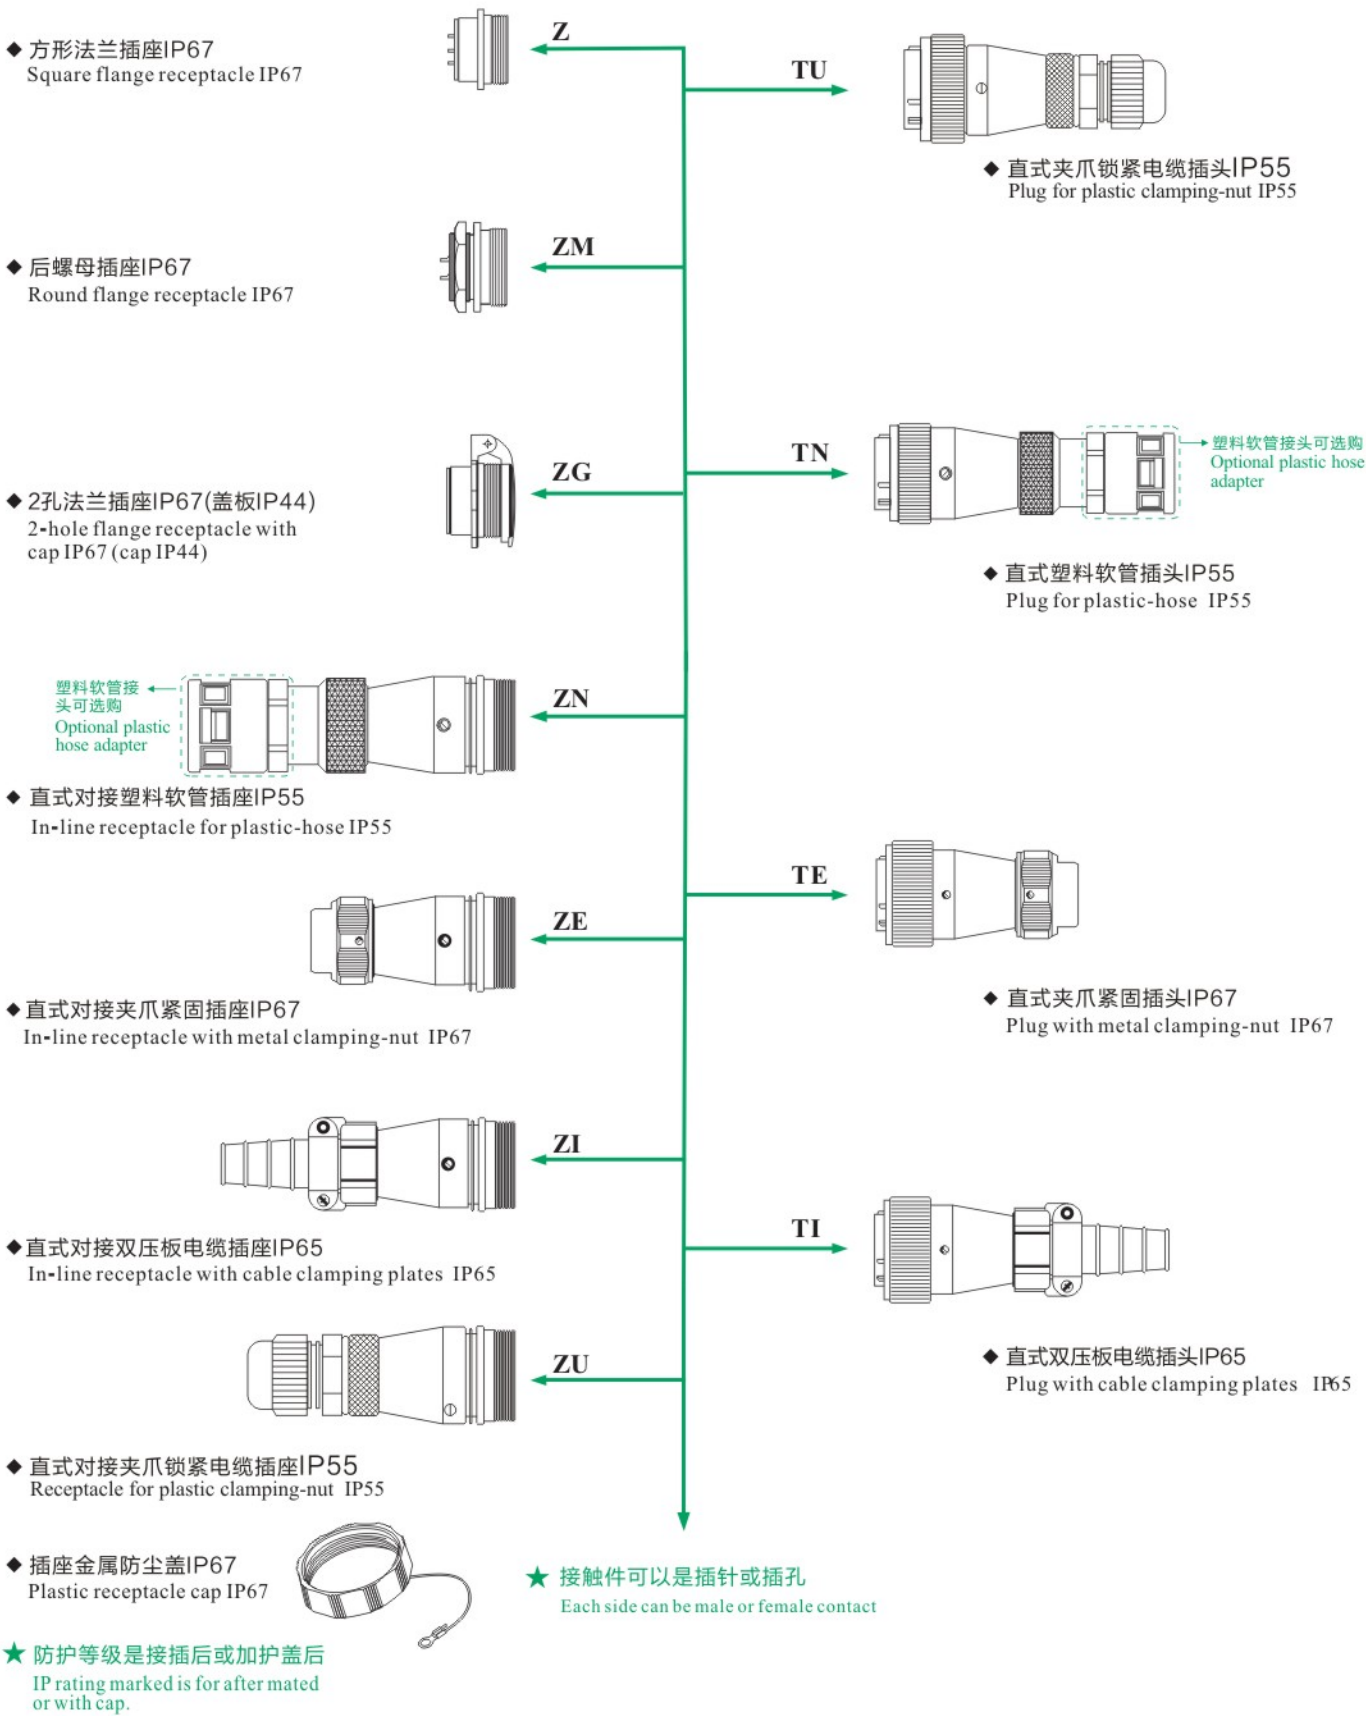 ◆ 方形法兰插座IP67
Square flange receptacle IP67
Z
TU
◆ 直式夹爪锁紧电缆插头IP55
Plug for plastic clamping-nut IP55
◆ 后螺母插座IP67
Round flange receptacle IP67
ZM
◆ 2孔法兰插座IP67(盖板IP44)
2-hole flange receptacle with
cap IP67 (cap IP44)
ZG
TN
塑料软管接头可选购
Optional plastic hose
adapter
◆ 直式塑料软管插头IP55
Plug for plastic-hose IP55
塑料软管接
头可选购
Optional plastic
hose adapter
ZN
◆ 直式对接塑料软管插座IP55
In-line receptacle for plastic-hose IP55
TE
◆ 直式夹爪紧固插头IP67
Plug with metal clamping-nut IP67
ZE
◆ 直式对接夹爪紧固插座IP67
In-line receptacle with metal clamping-nut IP67
ZI
◆ 直式对接双压板电缆插座IP65
In-line receptacle with cable clamping plates IP65
TI
◆ 直式双压板电缆插头IP65
Plug with cable clamping plates IP65
ZU
◆ 直式对接夹爪锁紧电缆插座IP55
Receptacle for plastic clamping-nut IP55
◆ 插座金属防尘盖IP67
Plastic receptacle cap IP67
★ 接触件可以是插针或插孔
Each side can be male or female contact
★ 防护等级是接插后或加护盖后
IP rating marked is for after mated
or with cap.